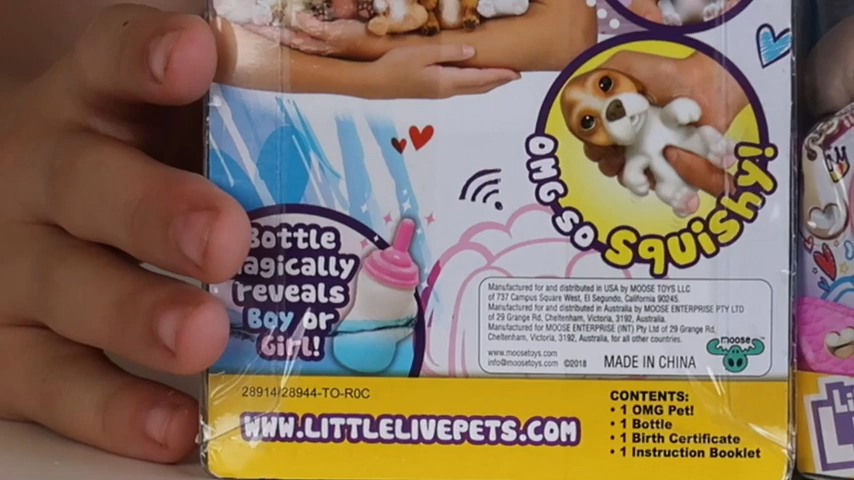 OMG SO
Squishy!
Bottle
magically
reveals
Boy or
Girl!
Manufactured for and distributed in USA by MOOSE TOYS LLC
of 737 Campus Square West, El Segundo, California 90245.
Manufactured for and distributed in Australia by MOOSE ENTERPRISE PTY LTD
of 29 Grange Rd, Cheltenham, Victoria, 3192, Australia.
Manufactured for MOOSE ENTERPRISE (INT) Pty Ltd of 29 Grange Rd,
Cheltenham, Victoria, 3192, Australia, for all other countries.
www.moosetoys.com
info@moosetoys.com ©2018 MADE IN CHINA
moose
28914/28944-TO-R0C
WWW.LITTLELIVEPETS.COM
CONTENTS:
• 1 OMG Pet!
• 1 Bottle
• 1 Birth Certificate
• 1 Instruction Booklet